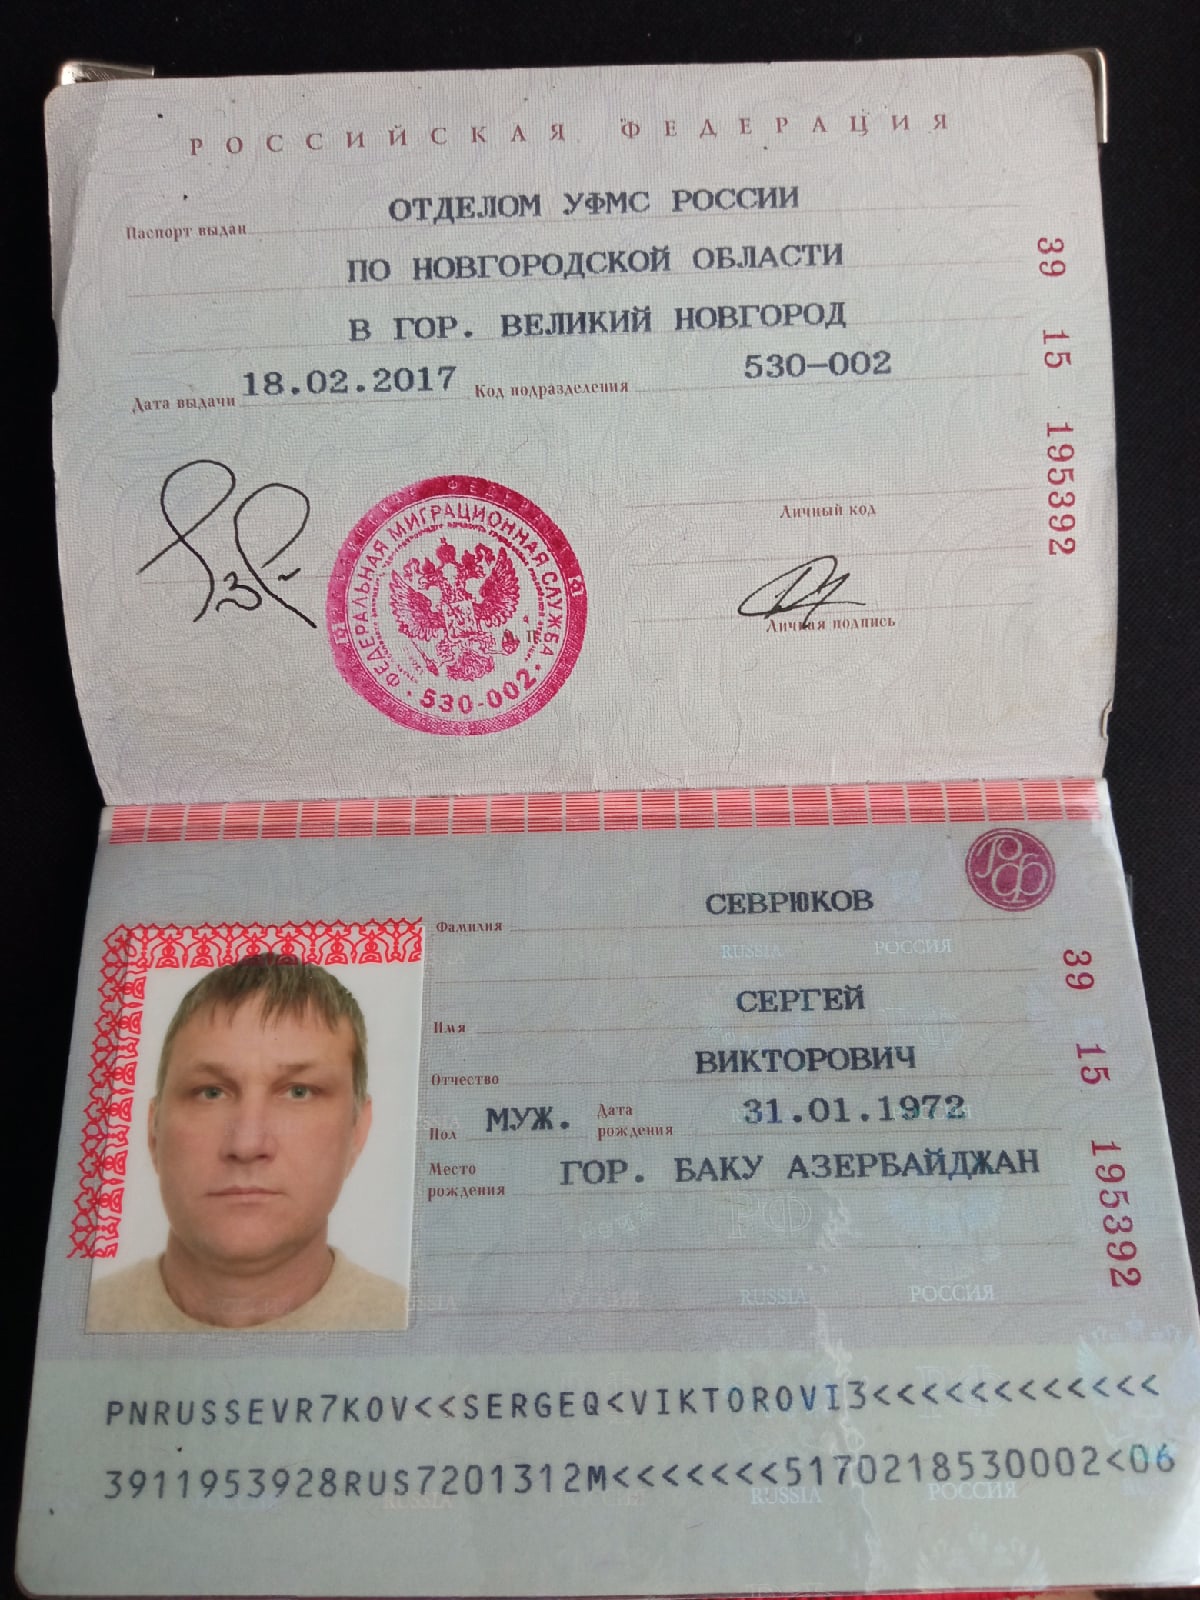 РОССИЙСКАЯ ФЕДЕРАЦИЯ
Паспорт выдан ОТДЕЛОМ УФМС РОССИИ
ПО НОВГОРОДСКОЙ ОБЛАСТИ
В ГОР. ВЕЛИКИЙ НОВГОРОД
Дата выдачи 18.02.2017 Код подразделения 530-002
39 15 195392
Личный код
Личная подпись
ФЕДЕРАЛЬНАЯ МИГРАЦИОННАЯ СЛУЖБА
530-002
РФ
Фамилия СЕВРЮКОВ
RUSSIA РОССИЯ
Имя СЕРГЕЙ
Отчество ВИКТОРОВИЧ
Пол МУЖ. Дата рождения 31.01.1972
Место рождения ГОР. БАКУ АЗЕРБАЙДЖАН
39 15 195392
RUSSIA РОССИЯ
PNRUSSEVR7KOV<<SERGEQ<VIKTOROVI3<<<<<<<<<<<<
3911953928RUS7201312M<<<<<<<5170218530002<06
RUSSIA РОССИЯ